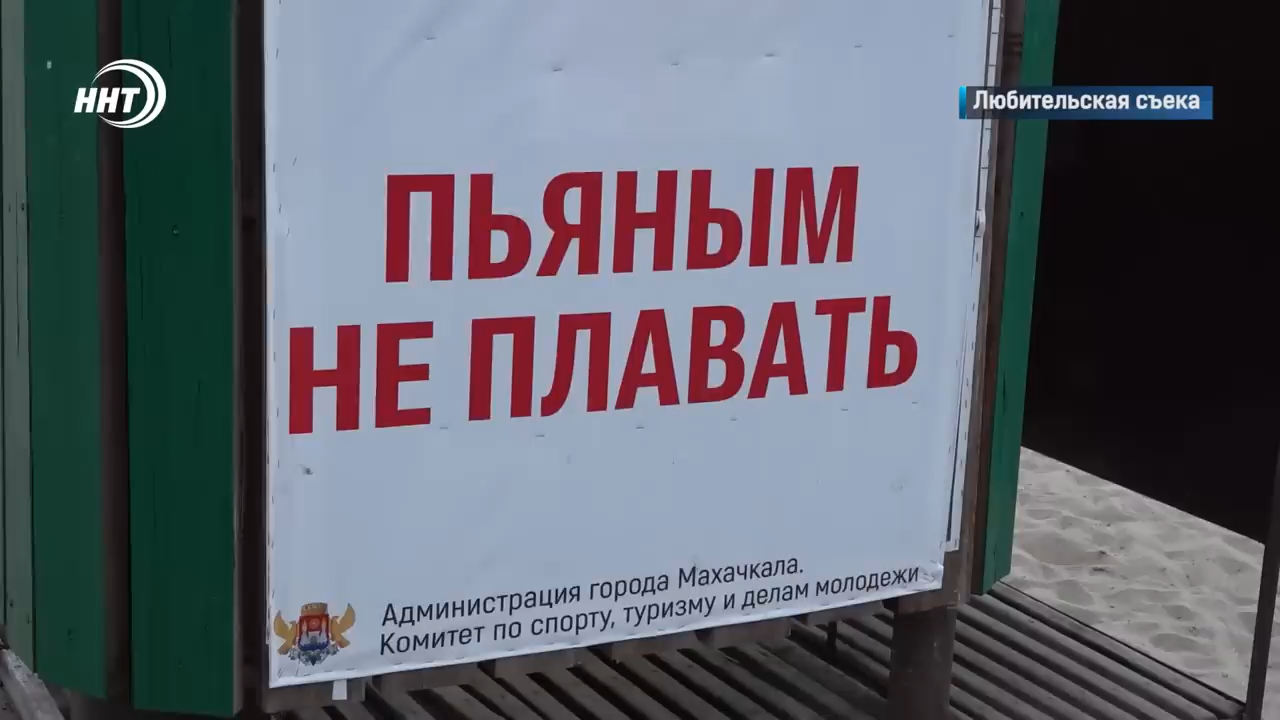 ННТ
Любительская съека
ПЬЯНЫМ
НЕ ПЛАВАТЬ
Администрация города Махачкала.
Комитет по спорту, туризму и делам молодежи